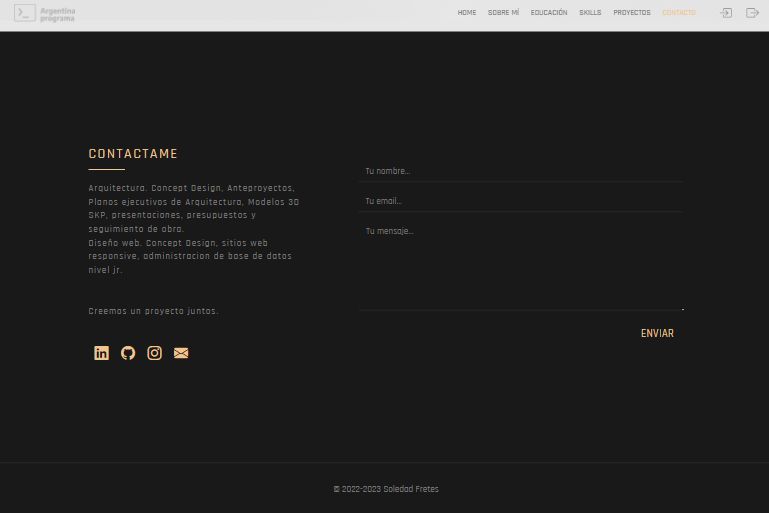 Argentina
programa
HOME SOBRE MÍ EDUCACIÓN SKILLS PROYECTOS CONTACTO
CONTACTAME
Arquitectura. Concept Design, Anteproyectos,
Planos ejecutivos de Arquitectura, Modelos 3D
SKP, presentaciones, presupuestos y
seguimiento de obra.
Diseño web. Concept Design, sitios web
responsive, administracion de base de datos
nivel jr.
Creemos un proyecto juntos.
Tu nombre...
Tu email...
Tu mensaje...
ENVIAR
© 2022-2023 Soledad Fretes